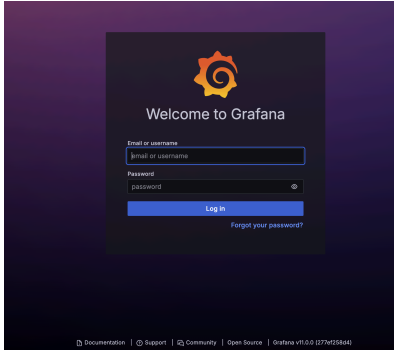 Welcome to Grafana
Email or username
email or username
Password
password
Log in
Forgot your password?
Documentation | Support | Community | Open Source | Grafana v11.0.0 (277ef258d4)